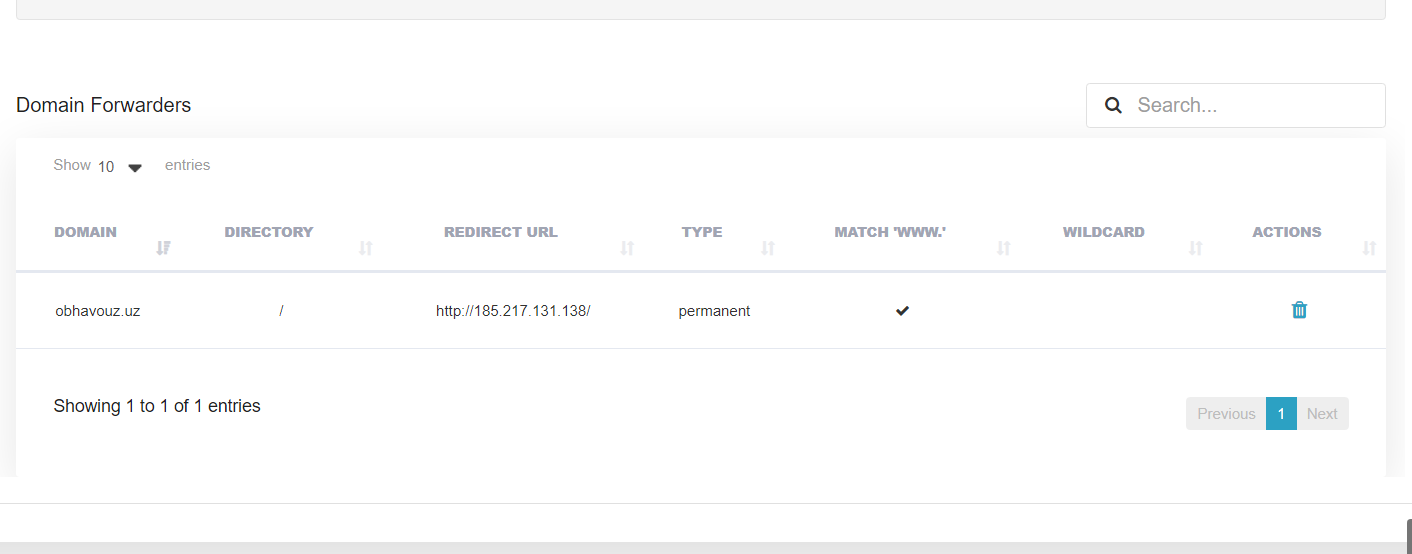 Domain Forwarders
Search...
Show 10 entries
DOMAIN DIRECTORY REDIRECT URL TYPE MATCH 'WWW.' WILDCARD ACTIONS
obhavouz.uz / http://185.217.131.138/ permanent
Showing 1 to 1 of 1 entries
Previous 1 Next